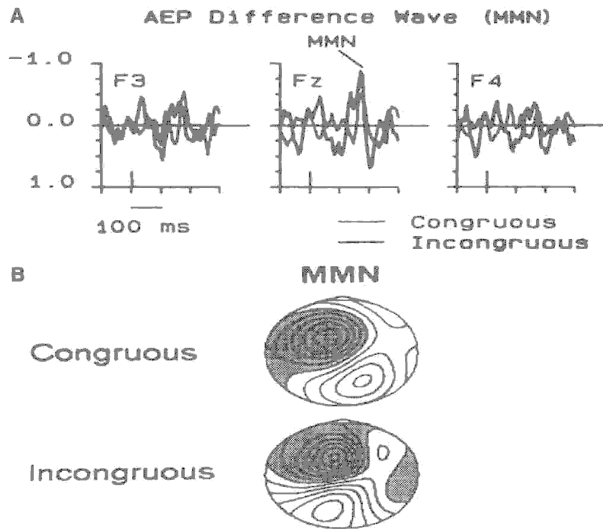 A AEP Difference Wave (MMN)
MMN
-1.0
F3
Fz
F4
0.0
1.0
100 ms
Congruous
Incongruous
B MMN
Congruous
Incongruous